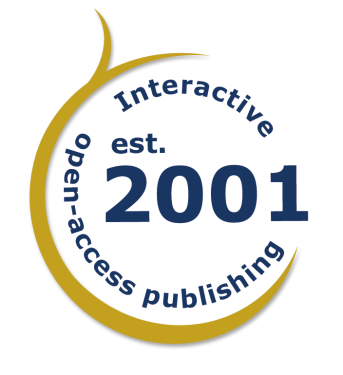 Interactive
open-access publishing
est.
2001